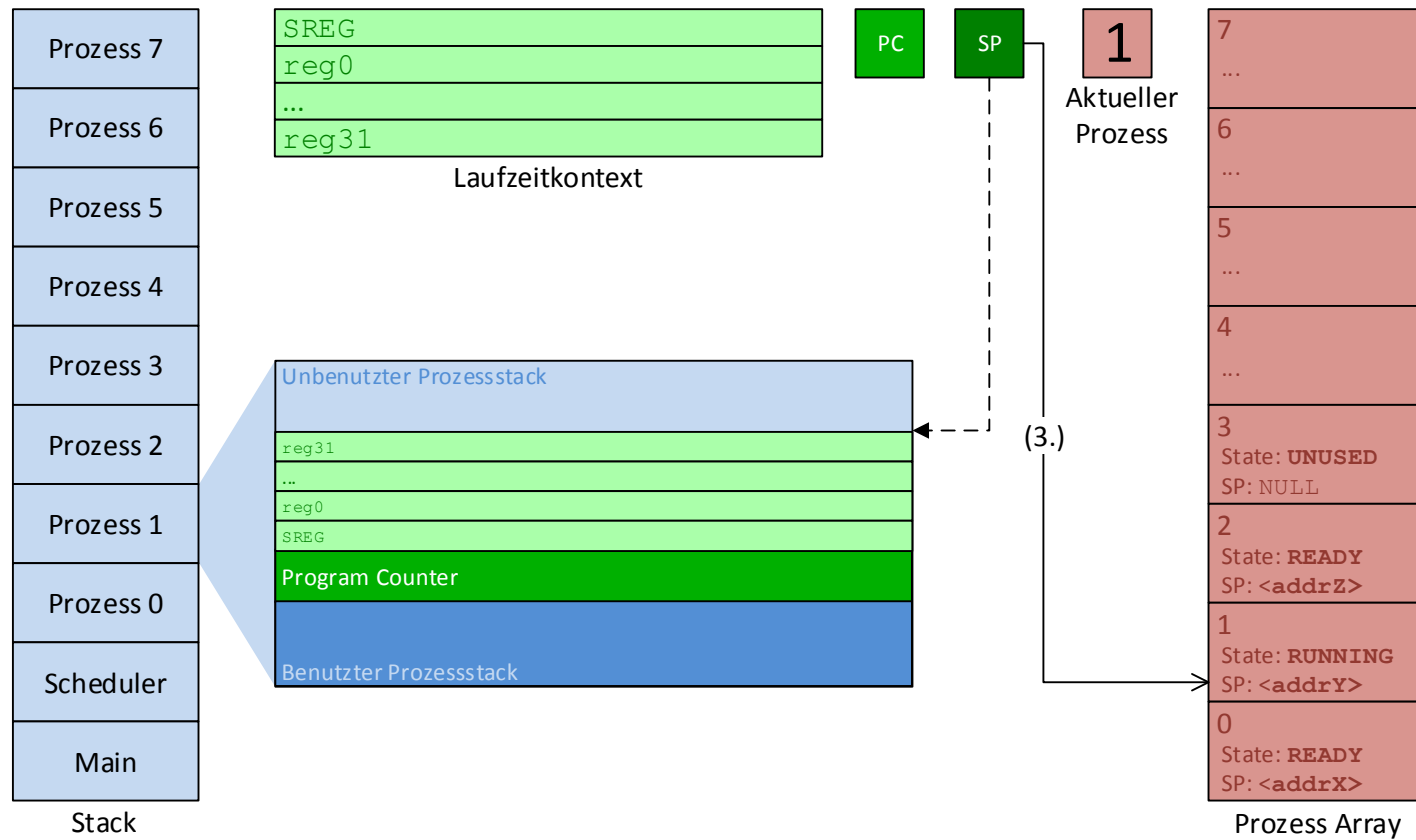 Prozess 7
Prozess 6
Prozess 5
Prozess 4
Prozess 3
Prozess 2
Prozess 1
Prozess 0
Scheduler
Main
Stack
SREG
reg0
...
reg31
Laufzeitkontext
PC
SP
1
Aktueller
Prozess
Unbenutzter Prozessstack
reg31
...
reg0
SREG
Program Counter
Benutzter Prozessstack
(3.)
7
...
6
...
5
...
4
...
3
State: UNUSED
SP: NULL
2
State: READY
SP: <addrZ>
1
State: RUNNING
SP: <addrY>
0
State: READY
SP: <addrX>
Prozess Array